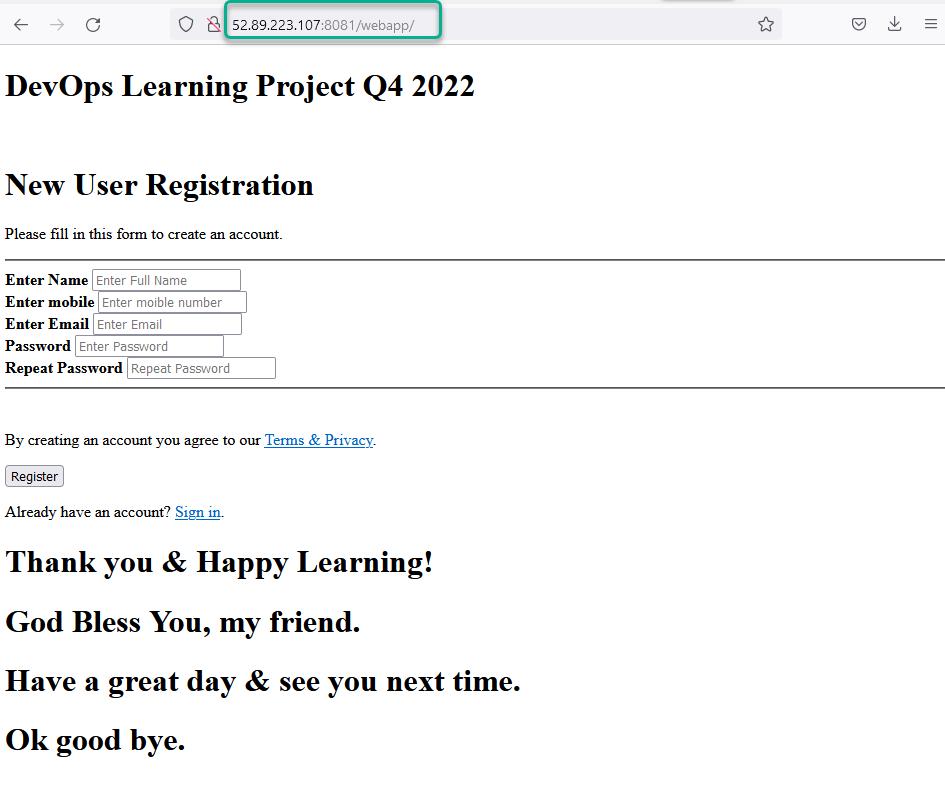 52.89.223.107:8081/webapp/
DevOps Learning Project Q4 2022
New User Registration
Please fill in this form to create an account.
Enter Name Enter Full Name
Enter mobile Enter moible number
Enter Email Enter Email
Password Enter Password
Repeat Password Repeat Password
By creating an account you agree to our Terms & Privacy.
Register
Already have an account? Sign in.
Thank you & Happy Learning!
God Bless You, my friend.
Have a great day & see you next time.
Ok good bye.